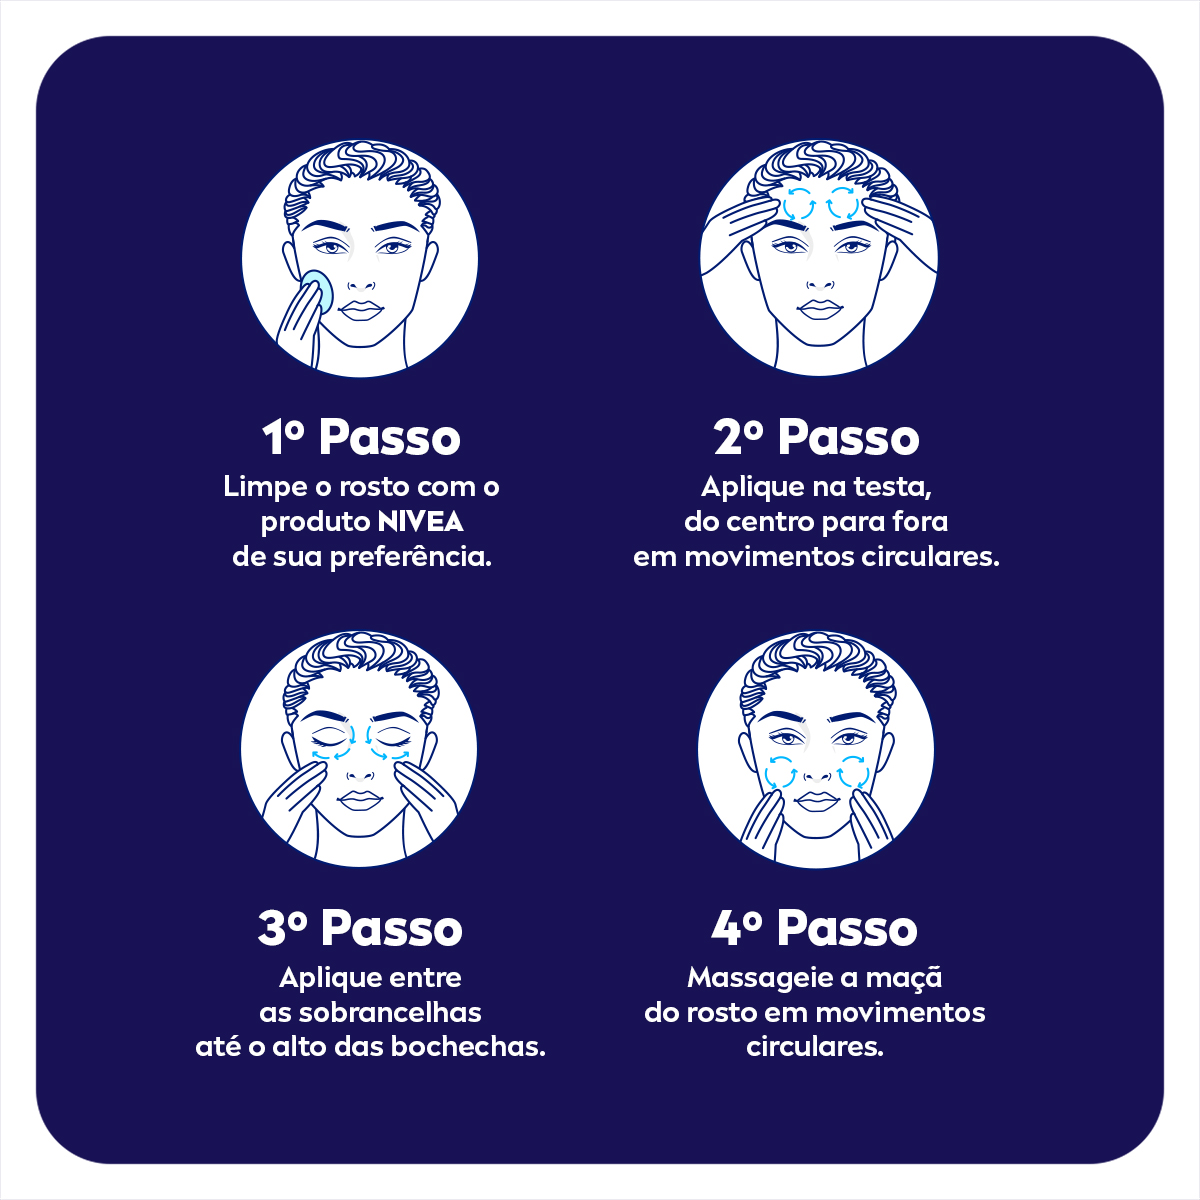 1º Passo
Limpe o rosto com o
produto NIVEA
de sua preferência.
2º Passo
Aplique na testa,
do centro para fora
em movimentos circulares.
3º Passo
Aplique entre
as sobrancelhas
até o alto das bochechas.
4º Passo
Massageie a maçã
do rosto em movimentos
circulares.